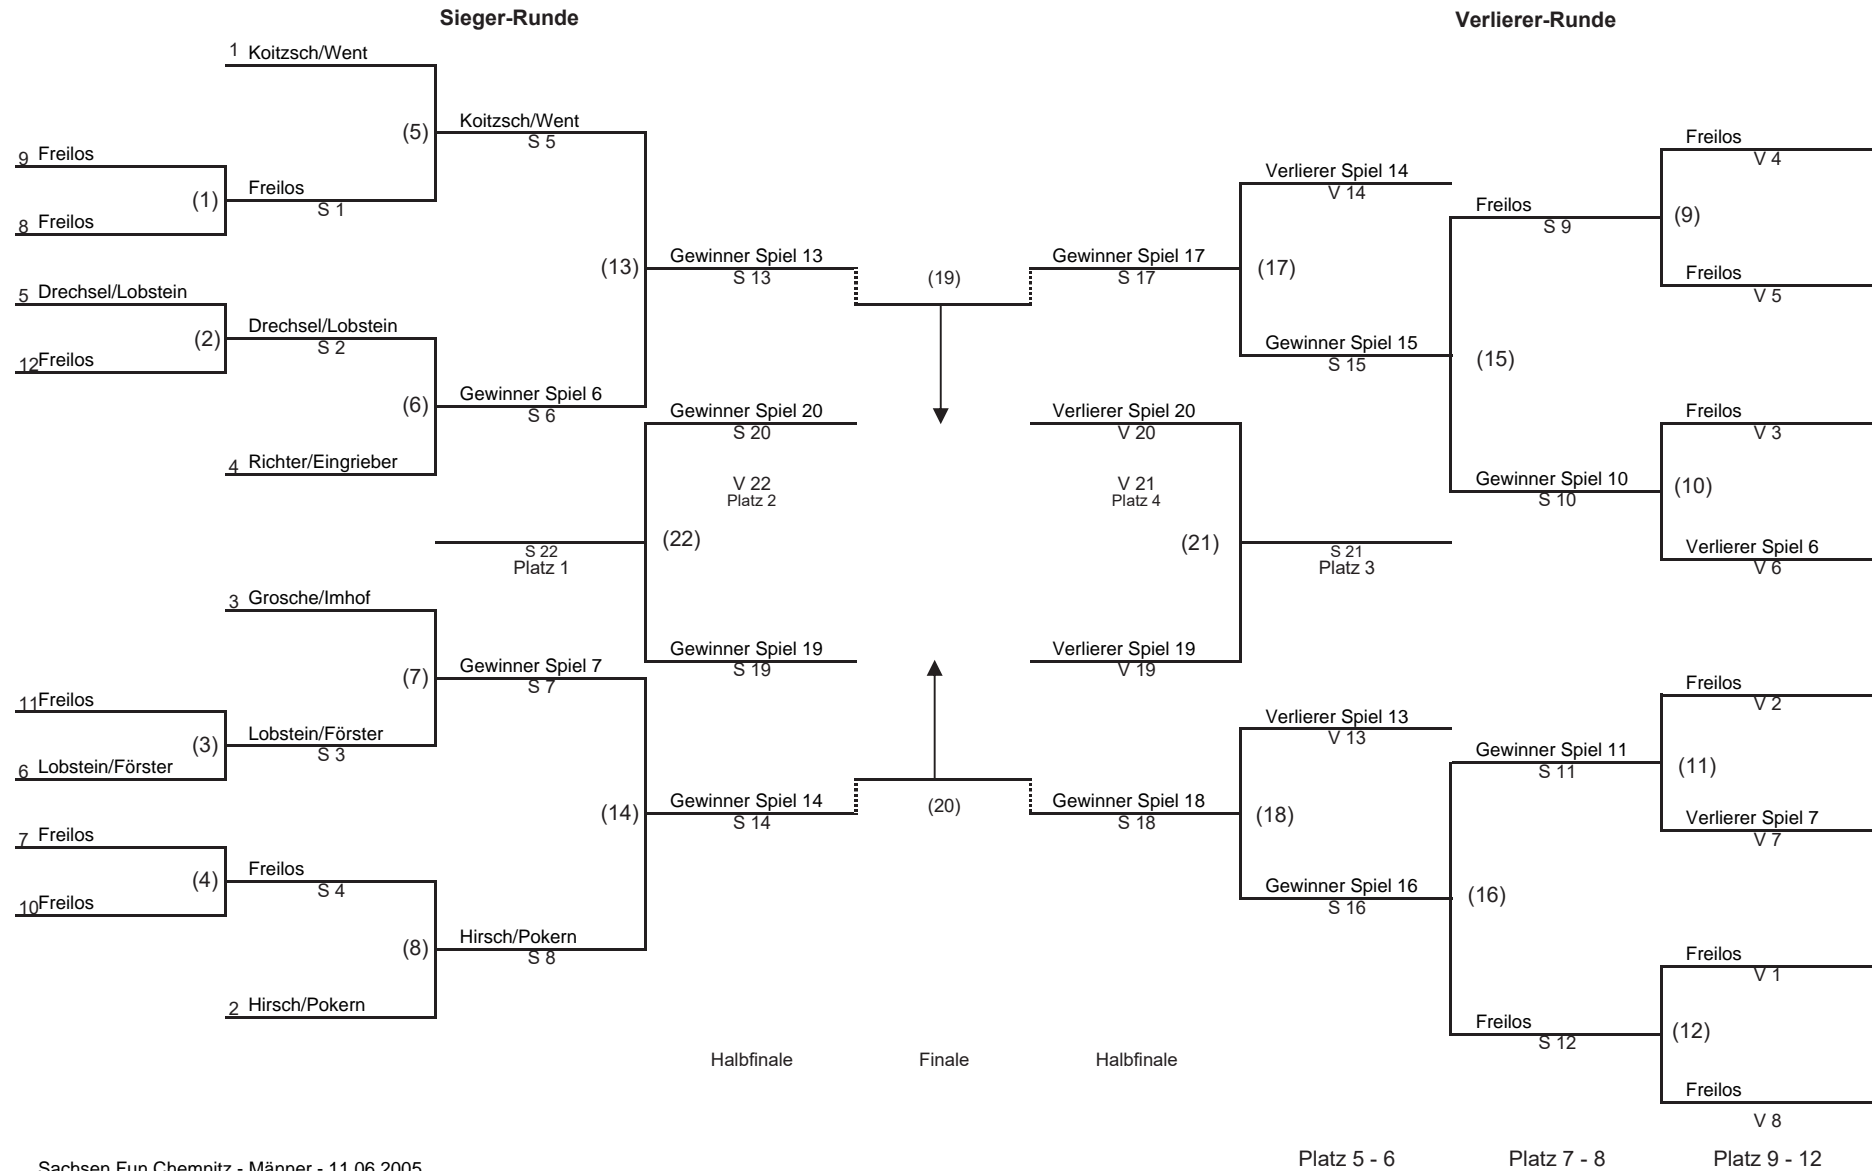 Sieger-Runde
Verlierer-Runde
1 Koitzsch/Went
(5)
Koitzsch/Went
S 5
9 Freilos
(1)
Freilos
S 1
8 Freilos
(13)
Gewinner Spiel 13
S 13
5 Drechsel/Lobstein
(2)
Drechsel/Lobstein
S 2
12 Freilos
(6)
Gewinner Spiel 6
S 6
4 Richter/Eingrieber
Gewinner Spiel 20
S 20
V 22
Platz 2
(22)
S 22
Platz 1
3 Grosche/Imhof
(7)
Gewinner Spiel 7
S 7
Gewinner Spiel 19
S 19
11 Freilos
(3)
Lobstein/Förster
S 3
6 Lobstein/Förster
(14)
Gewinner Spiel 14
S 14
7 Freilos
(4)
Freilos
S 4
10 Freilos
(8)
Hirsch/Pokern
S 8
2 Hirsch/Pokern
(19)
(20)
Gewinner Spiel 17
S 17
(17)
Verlierer Spiel 14
V 14
Gewinner Spiel 15
S 15
(15)
Freilos
S 9
(9)
Freilos
V 4
Freilos
V 5
Verlierer Spiel 20
V 20
V 21
Platz 4
(21)
S 21
Platz 3
Verlierer Spiel 19
V 19
Gewinner Spiel 10
S 10
(10)
Freilos
V 3
Verlierer Spiel 6
V 6
Verlierer Spiel 13
V 13
Gewinner Spiel 18
S 18
(18)
Gewinner Spiel 16
S 16
(16)
Gewinner Spiel 11
S 11
(11)
Freilos
V 2
Verlierer Spiel 7
V 7
Freilos
S 12
(12)
Freilos
V 1
Freilos
V 8
Halbfinale
Finale
Halbfinale
Platz 5 - 6
Platz 7 - 8
Platz 9 - 12
Sachsen Fun Chemnitz - Männer - 11.06.2005